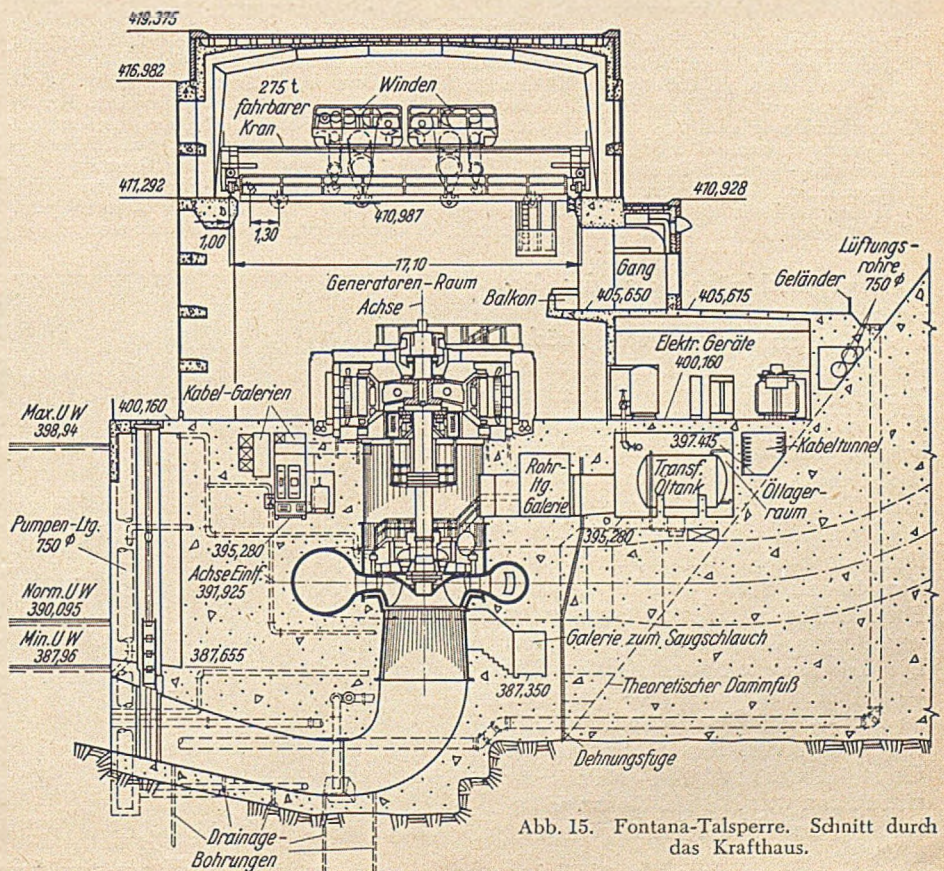 419,375
416,982
275 t
fahrbarer
Kran
Winden
411,292
410,987
410,928
1,00
1,30
17,10
Generatoren-Raum
Achse
Balkon
Gang
405,650
405,615
Geländer
Lüftungs-
rohre
750 ϕ
Elektr. Geräte
400,160
Kabel-Galerien
Max.UW
398,94
400,160
397.415
Kabeltunnel
Rohr-
ltg.
Galerie
Transf.
Öltank
Öllager-
raum
Pumpen-Ltg.
750 ϕ
395,280
395,280
Achse Einlf.
391,925
Norm.UW
390,095
Min.UW
387,96
387,655
Galerie zum Saugschlauch
387,350
Theoretischer Dammfuß
Dehnungsfuge
Drainage-
Bohrungen
Abb. 15. Fontana-Talsperre. Schnitt durch
das Krafthaus.